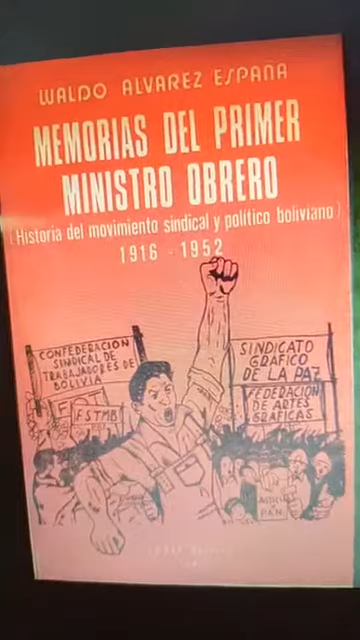 WALDO ALVAREZ ESPAÑA
MEMORIAS DEL PRIMER
MINISTRO OBRERO
(Historia del movimiento sindical y político boliviano)
1916 - 1952
CONFEDERACION
SINDICAL DE
TRABAJADORES DE
BOLIVIA
FSTMB
SINDICATO
GRAFICO
DE LA PAZ
FEDERACION
DE ARTES
GRAFICAS
PAN